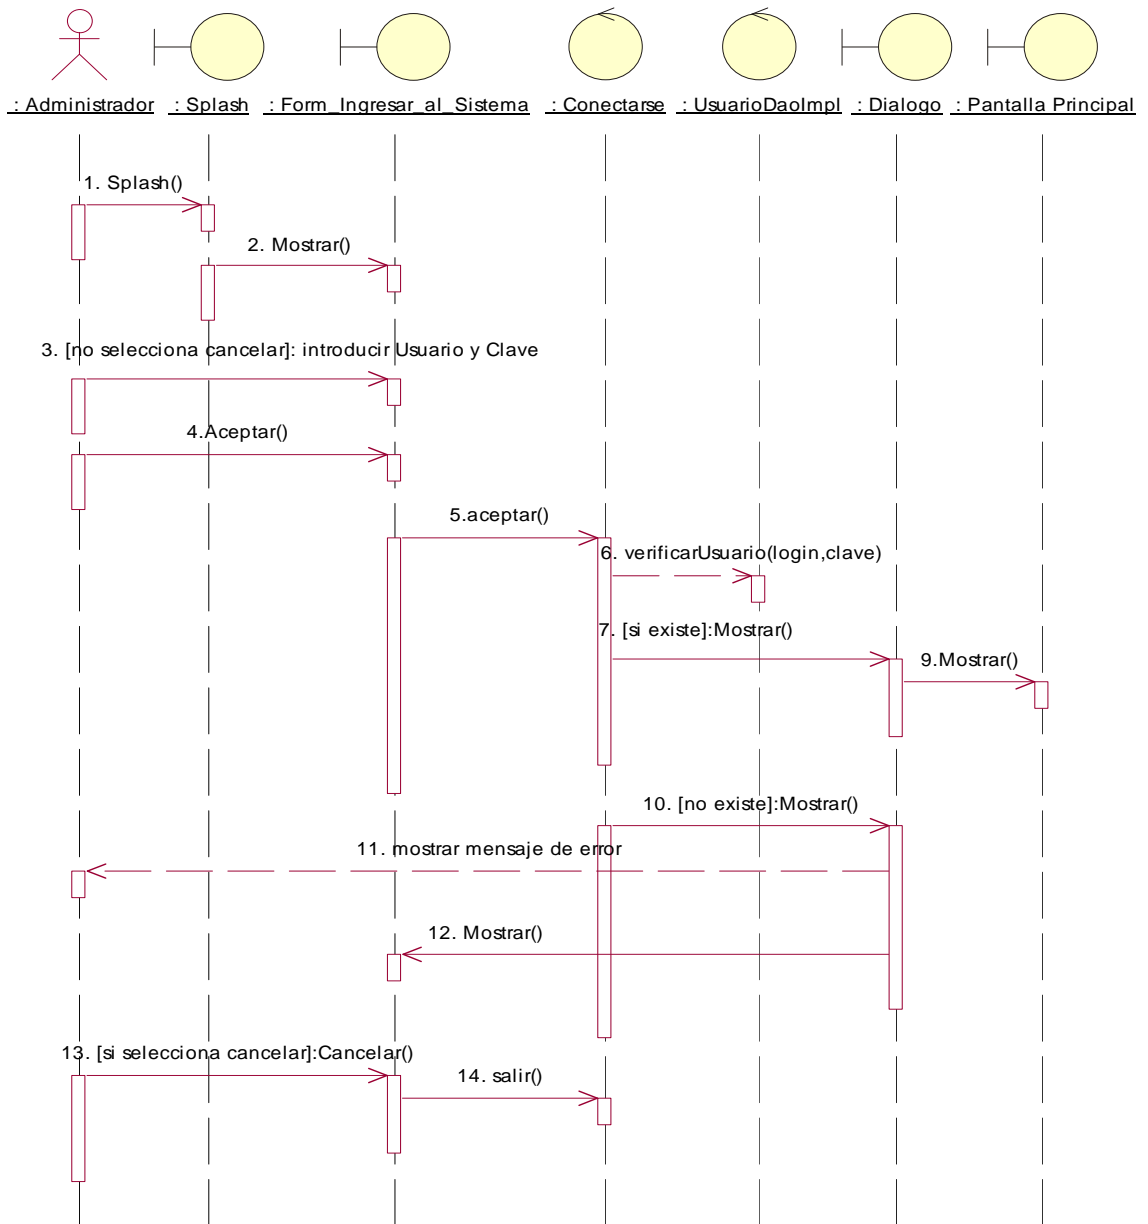 : Administrador : Splash : Form_Ingresar_al_Sistema : Conectarse : UsuarioDaoImpl : Dialogo : Pantalla Principal
1. Splash()
2. Mostrar()
3. [no selecciona cancelar]: introducir Usuario y Clave
4.Aceptar()
5.aceptar()
6. verificarUsuario(login,clave)
7. [si existe]:Mostrar()
9.Mostrar()
10. [no existe]:Mostrar()
11. mostrar mensaje de error
12. Mostrar()
13. [si selecciona cancelar]:Cancelar()
14. salir()